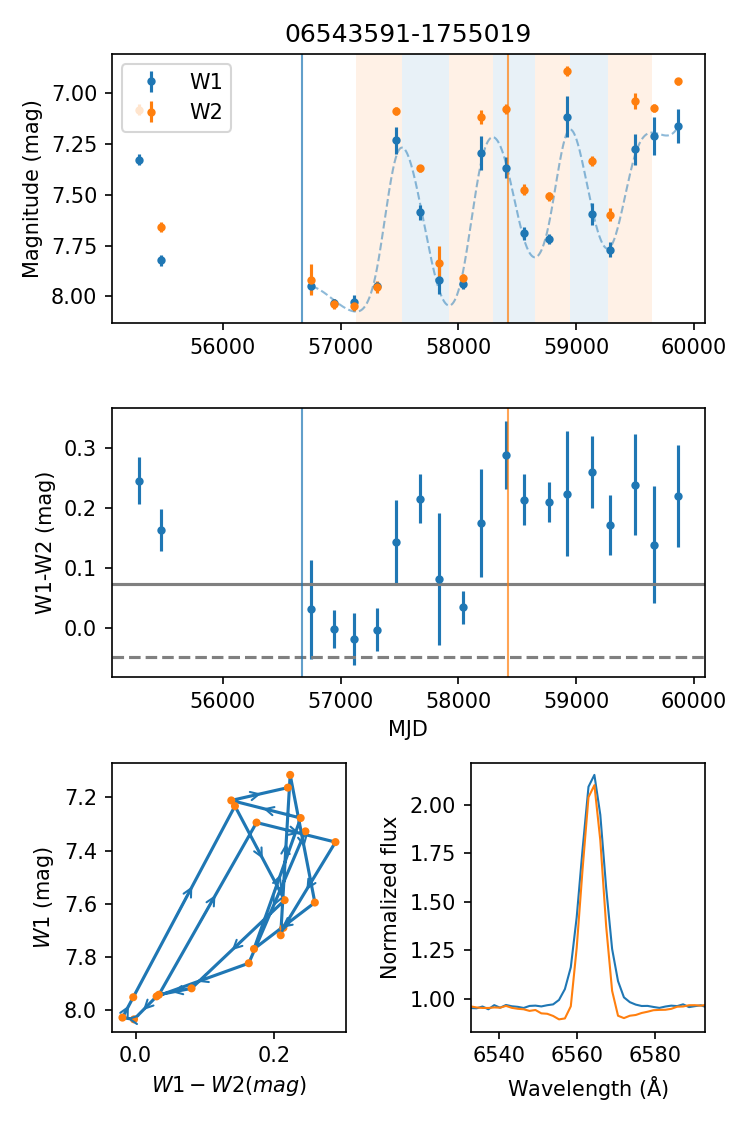 06543591-1755019
W1
W2
Magnitude (mag)
7.00
7.25
7.50
7.75
8.00
56000 57000 58000 59000 60000
W1-W2 (mag)
0.3
0.2
0.1
0.0
56000 57000 58000 59000 60000
MJD
W1 (mag)
7.2
7.4
7.6
7.8
8.0
0.0 0.2
W1 − W2(mag)
Normalized flux
2.00
1.75
1.50
1.25
1.00
6540 6560 6580
Wavelength (Å)